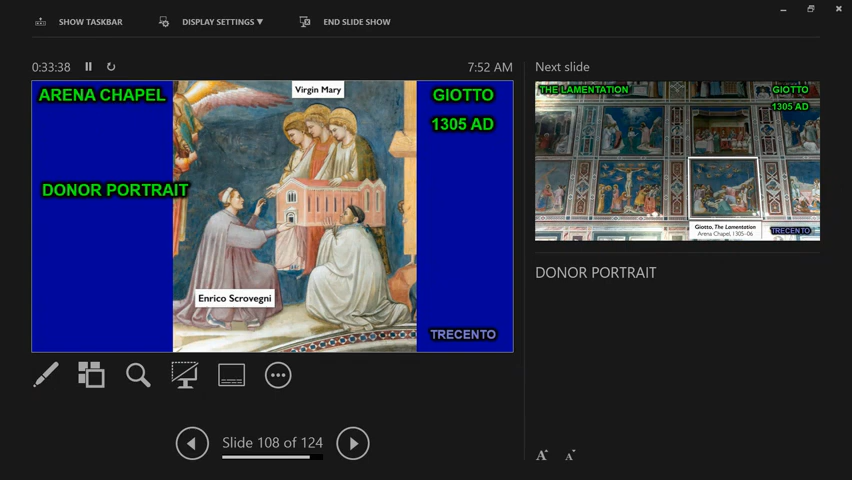 SHOW TASKBAR
DISPLAY SETTINGS ▼
END SLIDE SHOW
0:33:38
7:52 AM
ARENA CHAPEL
Virgin Mary
GIOTTO
1305 AD
DONOR PORTRAIT
Enrico Scrovegni
TRECENTO
Slide 108 of 124
Next slide
THE LAMENTATION
GIOTTO
1305 AD
Giotto, The Lamentation
Arena Chapel, 1305–06
TRECENTO
DONOR PORTRAIT
A
A